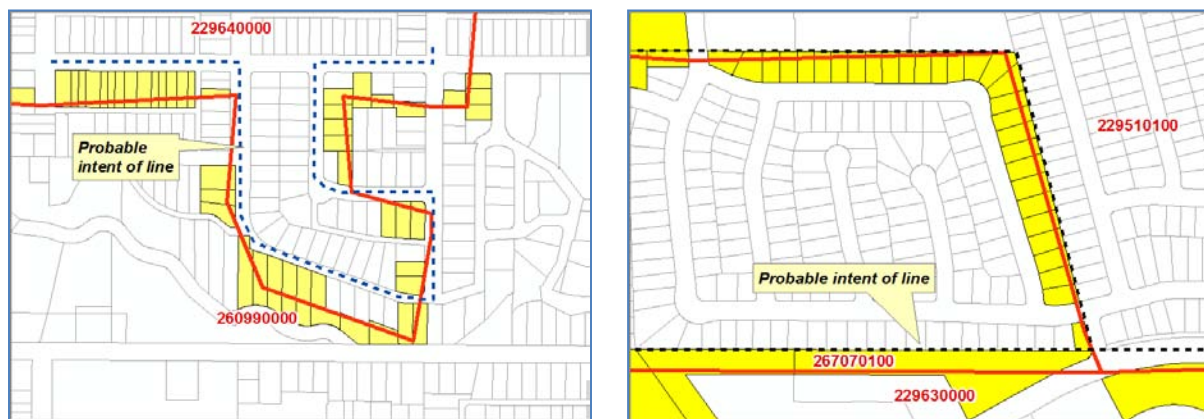 229640000
Probable
intent of line
260990000
229510100
Probable intent of line
267070100
229630000